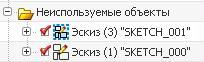 Неиспользуемые объекты
Эскиз (3) "SKETCH_001"
Эскиз (1) "SKETCH_000"